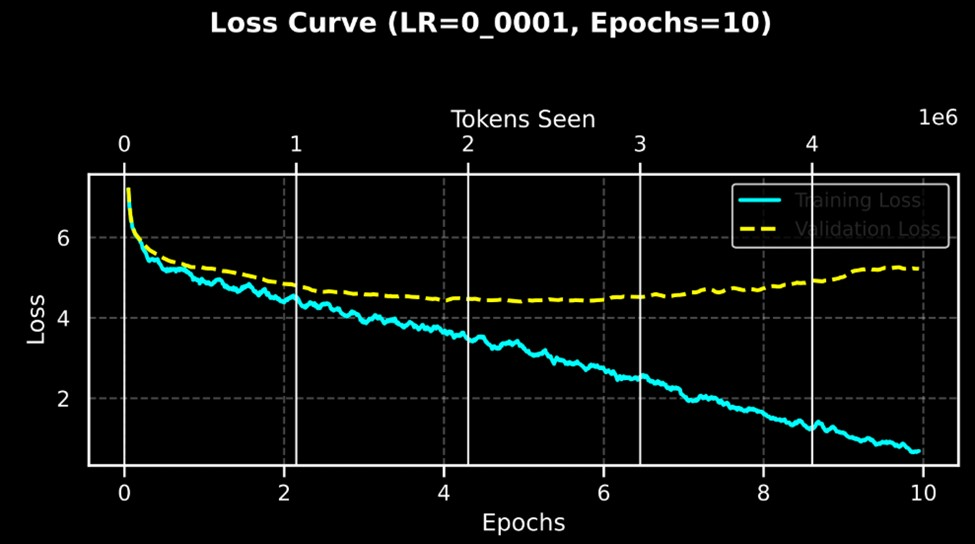 Loss Curve (LR=0_0001, Epochs=10)
Tokens Seen
1e6
0 1 2 3 4
Training Loss
Validation Loss
6
4
2
Loss
0 2 4 6 8 10
Epochs